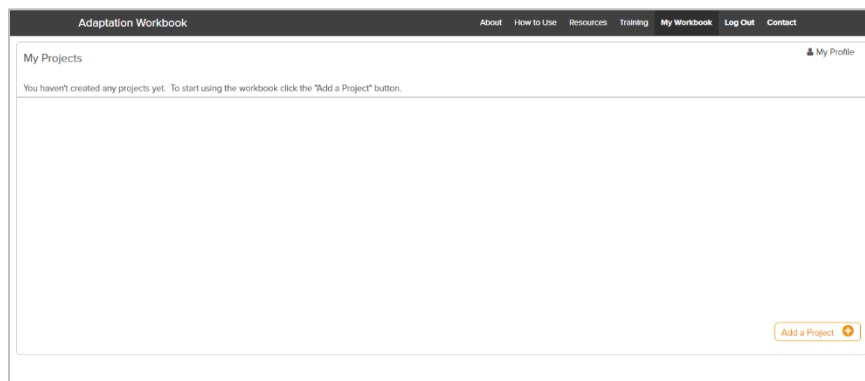 Adaptation Workbook
About How to Use Resources Training My Workbook Log Out Contact
My Profile
My Projects
You haven't created any projects yet. To start using the workbook click the "Add a Project" button.
Add a Project